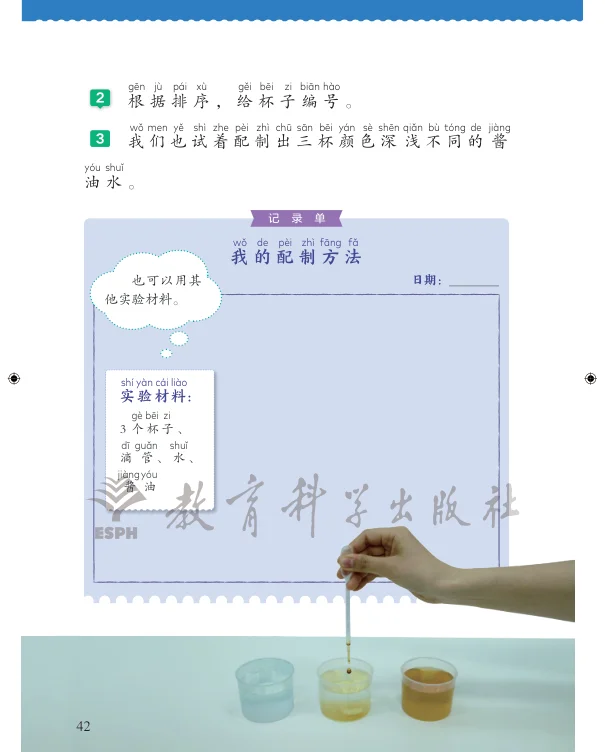 gēn jù pái xù gěi bēi zi biān hào
2 根据排序，给杯子编号。
wǒ men yě shì zhe pèi zhì chū sān bēi yán sè shēn qiǎn bù tóng de jiàng
3 我们也试着配制出三杯颜色深浅不同的酱
yóu shuǐ
油水。
记录单
wǒ de pèi zhì fāng fǎ
我的配制方法
日期：
也可以用其
他实验材料。
shí yàn cái liào
实验材料：
gè bēi zi
3个杯子、
dī guǎn shuǐ
滴管、水、
jiàng yóu
酱油
ESPH 教育科学出版社
42